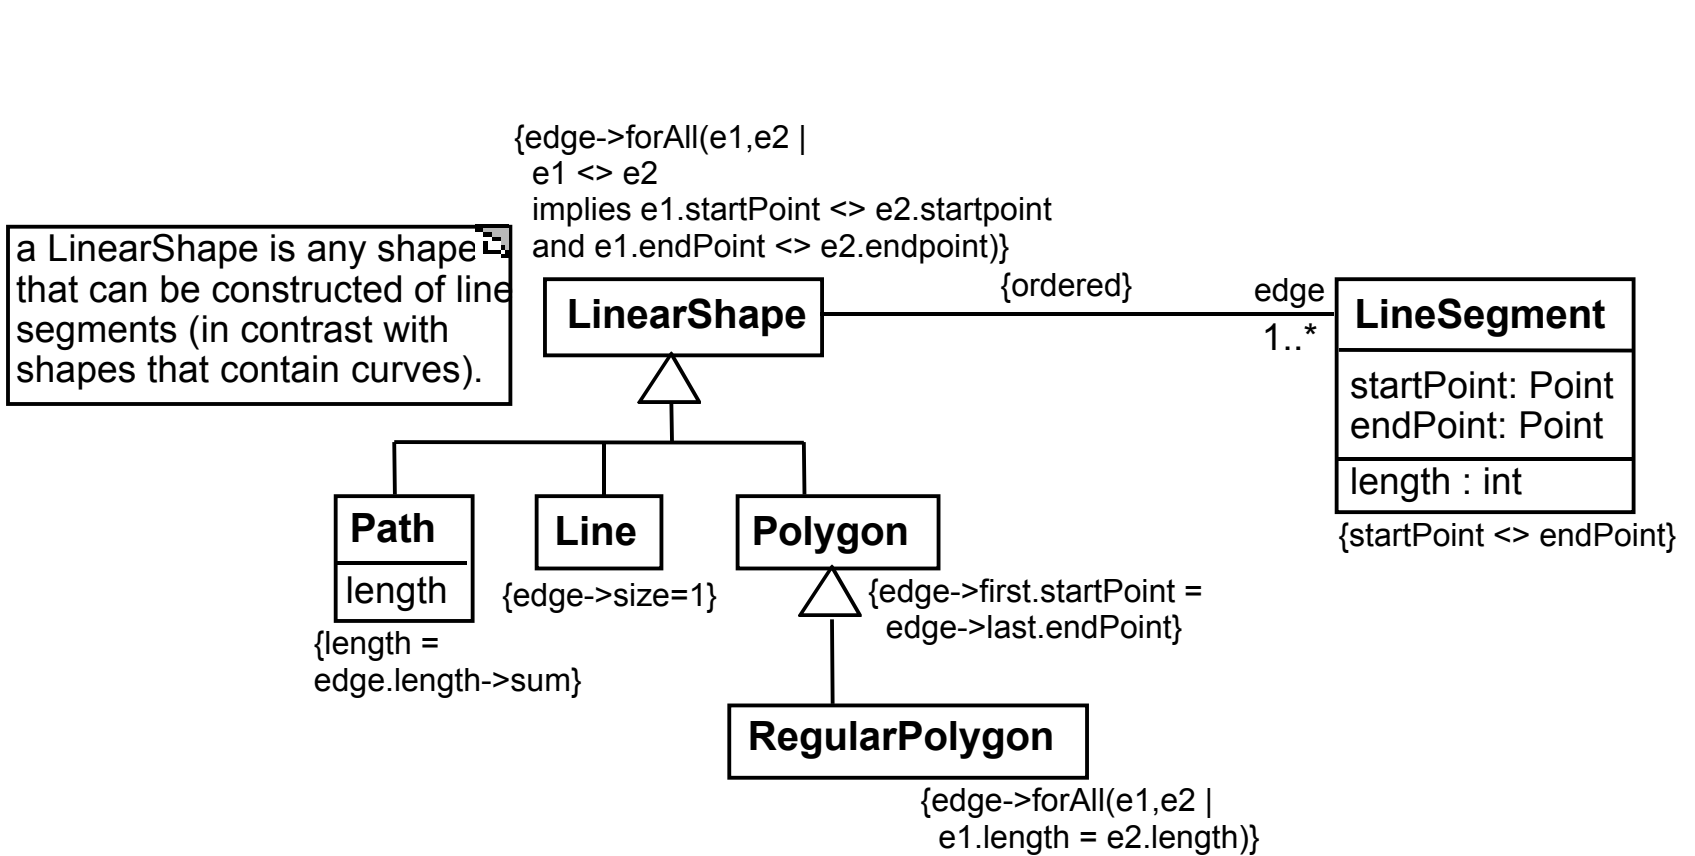 {edge->forAll(e1,e2 |
e1 <> e2
implies e1.startPoint <> e2.startpoint
and e1.endPoint <> e2.endpoint)}
a LinearShape is any shape
that can be constructed of line
segments (in contrast with
shapes that contain curves).
LinearShape
{ordered}
edge
1..*
LineSegment
startPoint: Point
endPoint: Point
length : int
{startPoint <> endPoint}
Path
length
{length =
edge.length->sum}
Line
{edge->size=1}
Polygon
{edge->first.startPoint =
edge->last.endPoint}
RegularPolygon
{edge->forAll(e1,e2 |
e1.length = e2.length)}